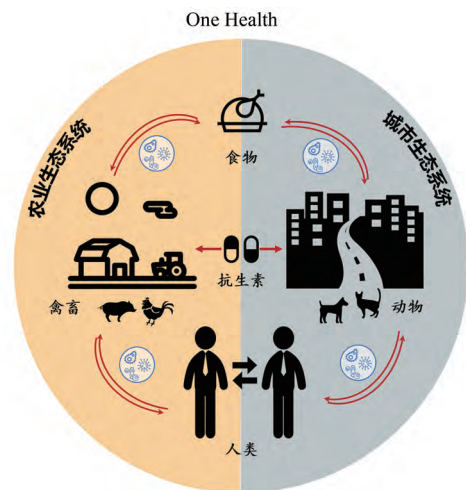 One Health
农业生态系统
城市生态系统
食物
抗生素
禽畜
动物
人类